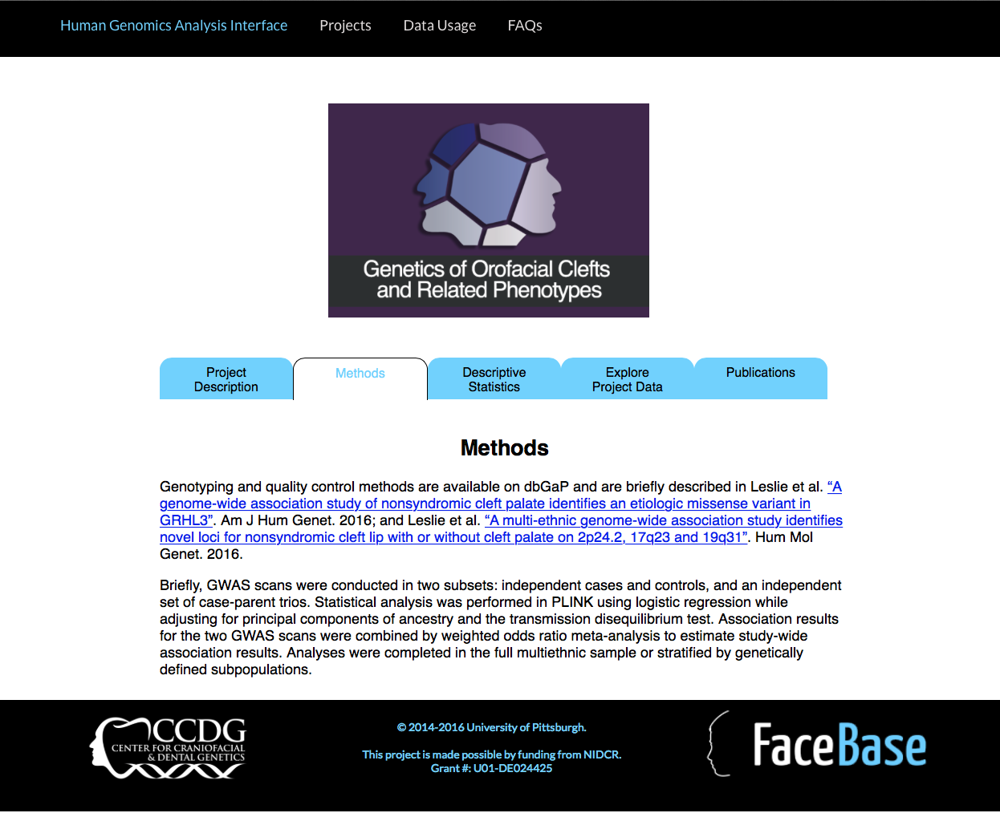 Human Genomics Analysis Interface Projects Data Usage FAQs
Genetics of Orofacial Clefts
and Related Phenotypes
Project
Description
Methods
Descriptive
Statistics
Explore
Project Data
Publications
Methods
Genotyping and quality control methods are available on dbGaP and are briefly described in Leslie et al. “A
genome-wide association study of nonsyndromic cleft palate identifies an etiologic missense variant in
GRHL3”. Am J Hum Genet. 2016; and Leslie et al. “A multi-ethnic genome-wide association study identifies
novel loci for nonsyndromic cleft lip with or without cleft palate on 2p24.2, 17q23 and 19q31”. Hum Mol
Genet. 2016.
Briefly, GWAS scans were conducted in two subsets: independent cases and controls, and an independent
set of case-parent trios. Statistical analysis was performed in PLINK using logistic regression while
adjusting for principal components of ancestry and the transmission disequilibrium test. Association results
for the two GWAS scans were combined by weighted odds ratio meta-analysis to estimate study-wide
association results. Analyses were completed in the full multiethnic sample or stratified by genetically
defined subpopulations.
CCDG
CENTER FOR CRANIOFACIAL
& DENTAL GENETICS
© 2014-2016 University of Pittsburgh.
This project is made possible by funding from NIDCR.
Grant #: U01-DE024425
FaceBase